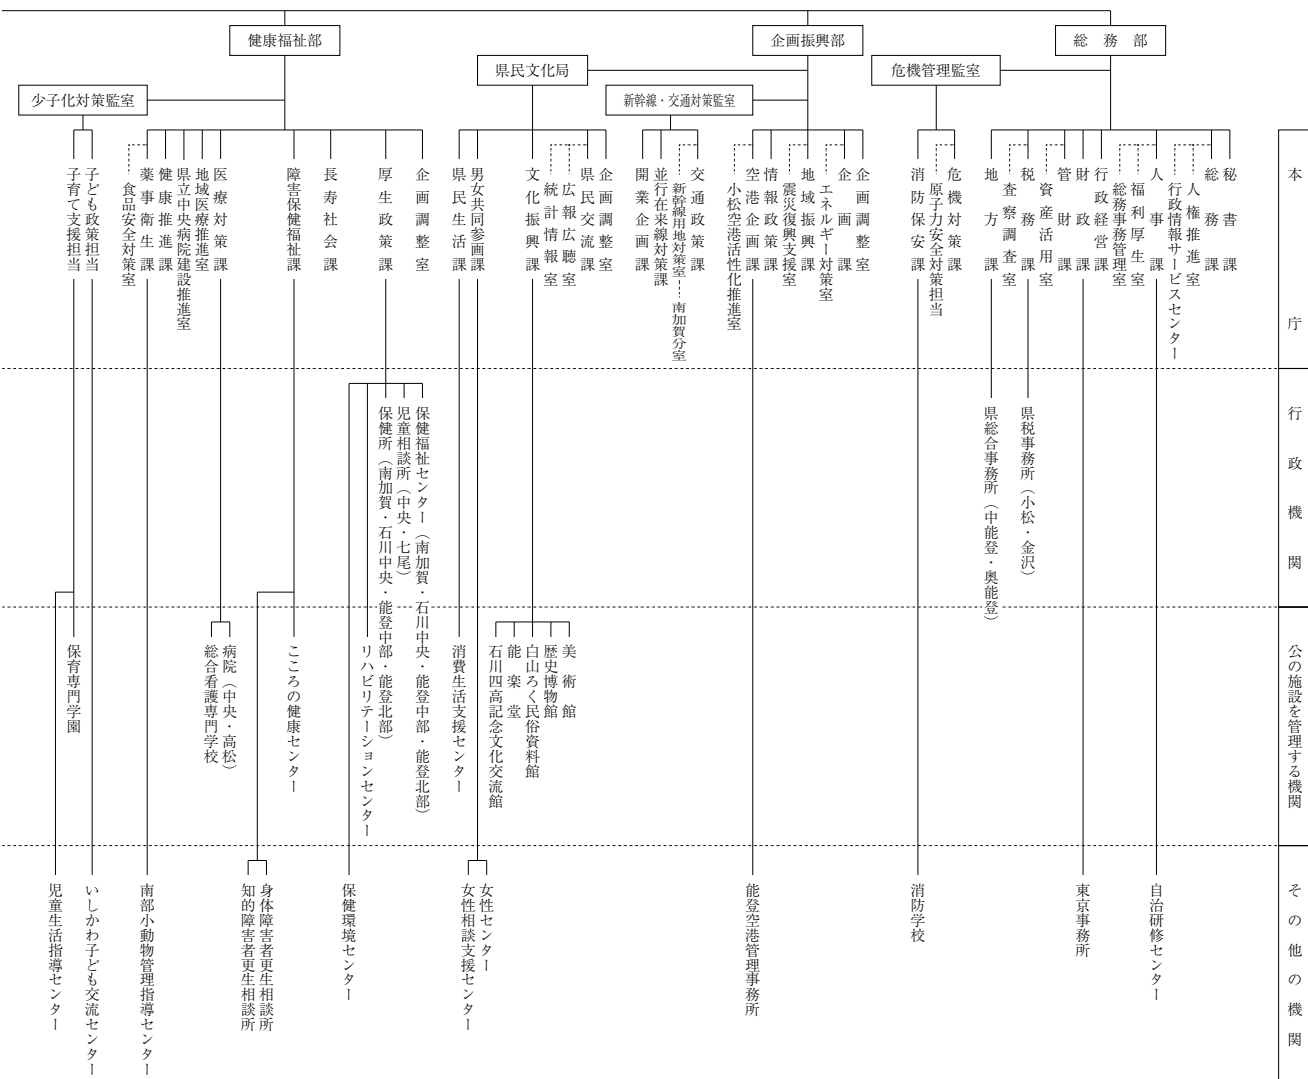 総務部
企画振興部
健康福祉部
危機管理監室
県民文化局
新幹線・交通対策監室
少子化対策監室
本庁
秘書課
総務課
人権推進室
行政情報サービスセンター
人事課
福利厚生室
総務事務管理室
行政経営課
財政課
管財課
資産活用室
税務課
査察調査室
地方課
危機対策課
原子力安全対策担当
消防保安課
企画調整室
企画課
エネルギー対策室
地域振興課
震災復興支援室
情報政策課
空港企画課
小松空港活性化推進室
交通政策課
新幹線用地対策室
南加賀分室
並行在来線対策課
開業企画課
企画調整室
県民交流課
広報広聴室
統計情報室
文化振興課
男女共同参画課
県民生活課
企画調整室
厚生政策課
長寿社会課
障害保健福祉課
医療対策課
地域医療推進室
県立中央病院建設推進室
健康推進課
薬事衛生課
食品安全対策室
子ども政策担当
子育て支援担当
行政機関
県税事務所（小松・金沢）
県総合事務所（中能登・奥能登）
保健福祉センター（南加賀・石川中央・能登中部・能登北部）
児童相談所（中央・七尾）
保健所（南加賀・石川中央・能登中部・能登北部）
公の施設を管理する機関
美術館
歴史博物館
白山ろく民俗資料館
能楽堂
石川四高記念文化交流館
消費生活支援センター
リハビリテーションセンター
こころの健康センター
病院（中央・高松）
総合看護専門学校
保育専門学園
その他の機関
自治研修センター
東京事務所
消防学校
能登空港管理事務所
女性センター
女性相談支援センター
保健環境センター
身体障害者更生相談所
知的障害者更生相談所
南部小動物管理指導センター
いしかわ子ども交流センター
児童生活指導センター